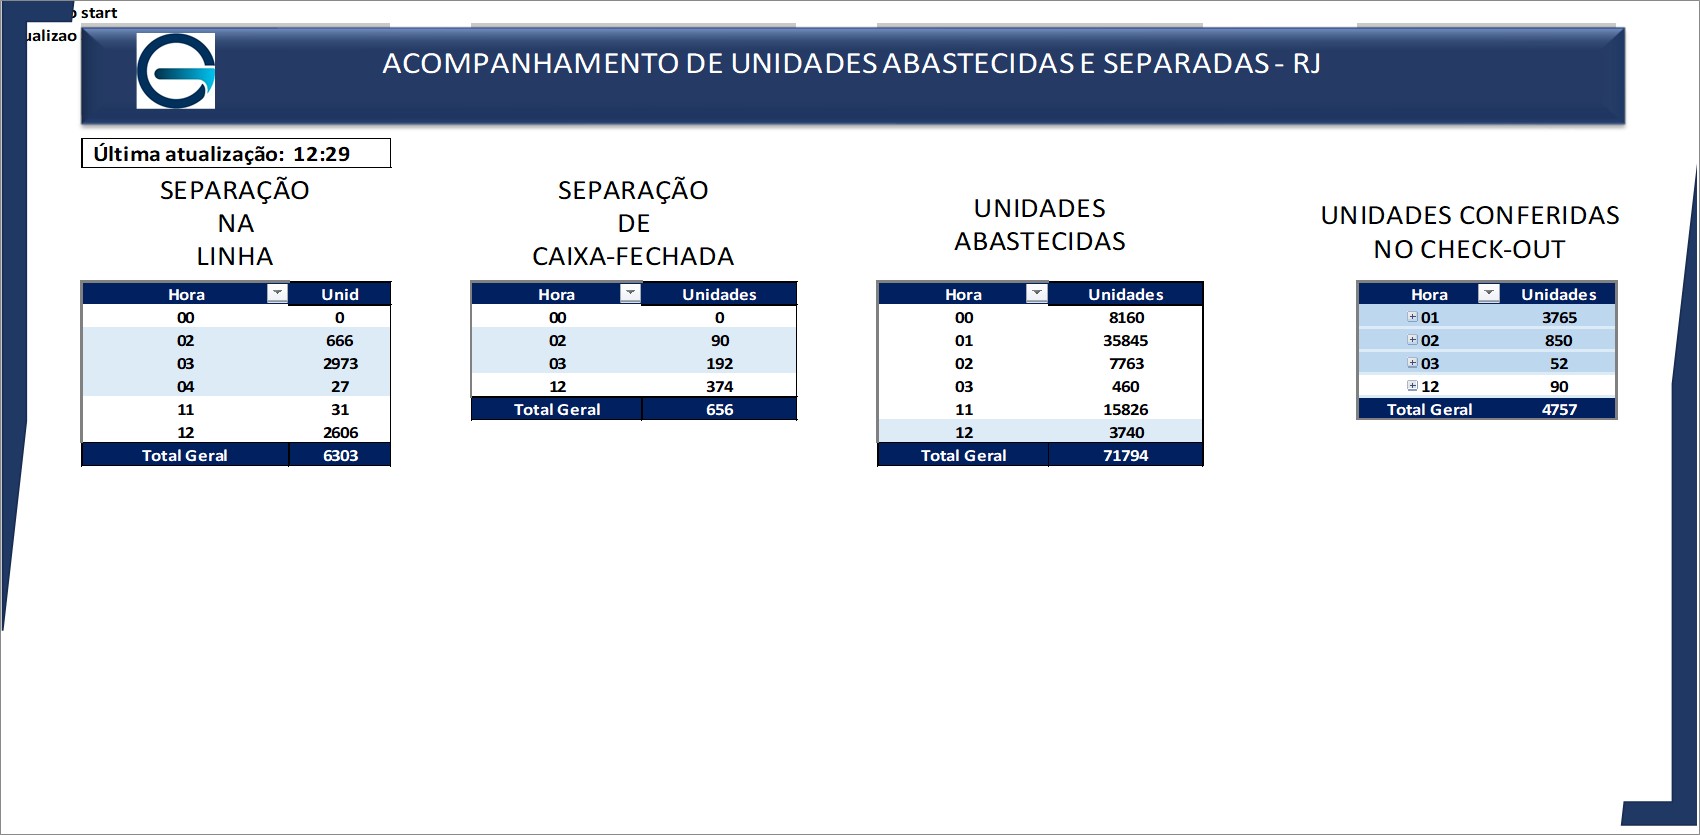 start
ACOMPANHAMENTO DE UNIDADES ABASTECIDAS E SEPARADAS - RJ
Última atualização: 12:29
SEPARAÇÃO
NA
LINHA
Hora Unid
00 0
02 666
03 2973
04 27
11 31
12 2606
Total Geral 6303
SEPARAÇÃO
DE
CAIXA-FECHADA
Hora Unidades
00 0
02 90
03 192
12 374
Total Geral 656
UNIDADES
ABASTECIDAS
Hora Unidades
00 8160
01 35845
02 7763
03 460
11 15826
12 3740
Total Geral 71794
UNIDADES CONFERIDAS
NO CHECK-OUT
Hora Unidades
01 3765
02 850
03 52
12 90
Total Geral 4757